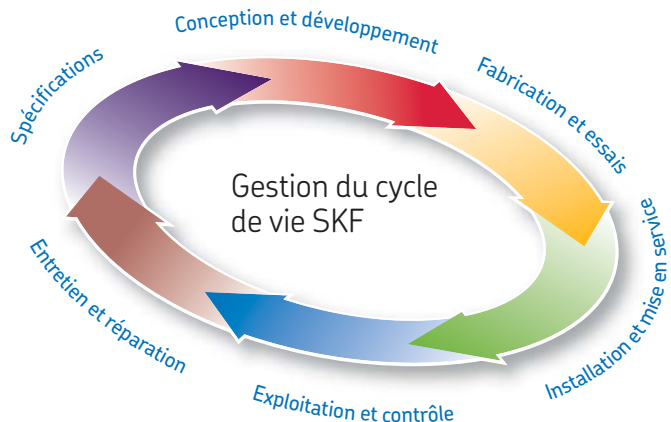 Conception et développement
Spécifications
Fabrication et essais
Gestion du cycle
de vie SKF
Installation et mise en service
Entretien et réparation
Exploitation et contrôle